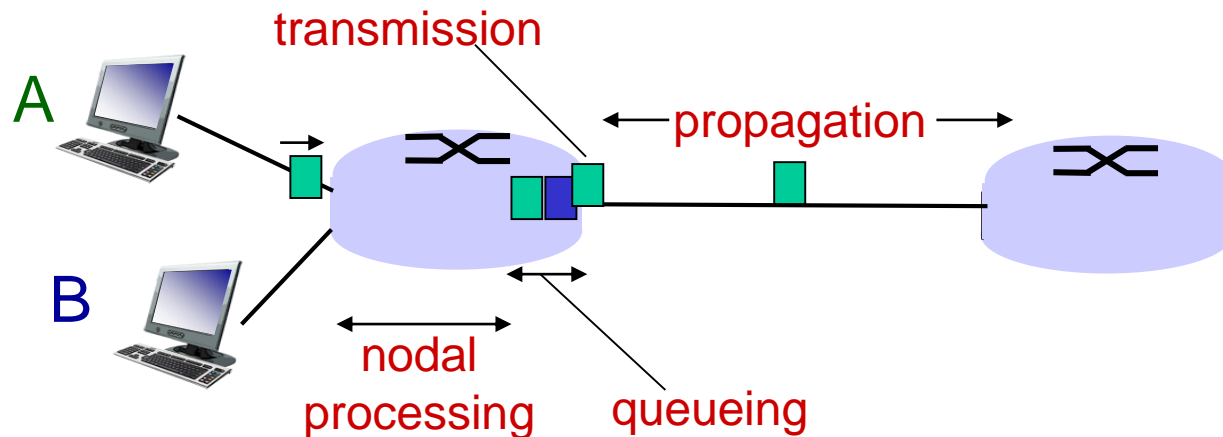 transmission
A
propagation
B
nodal
processing
queueing